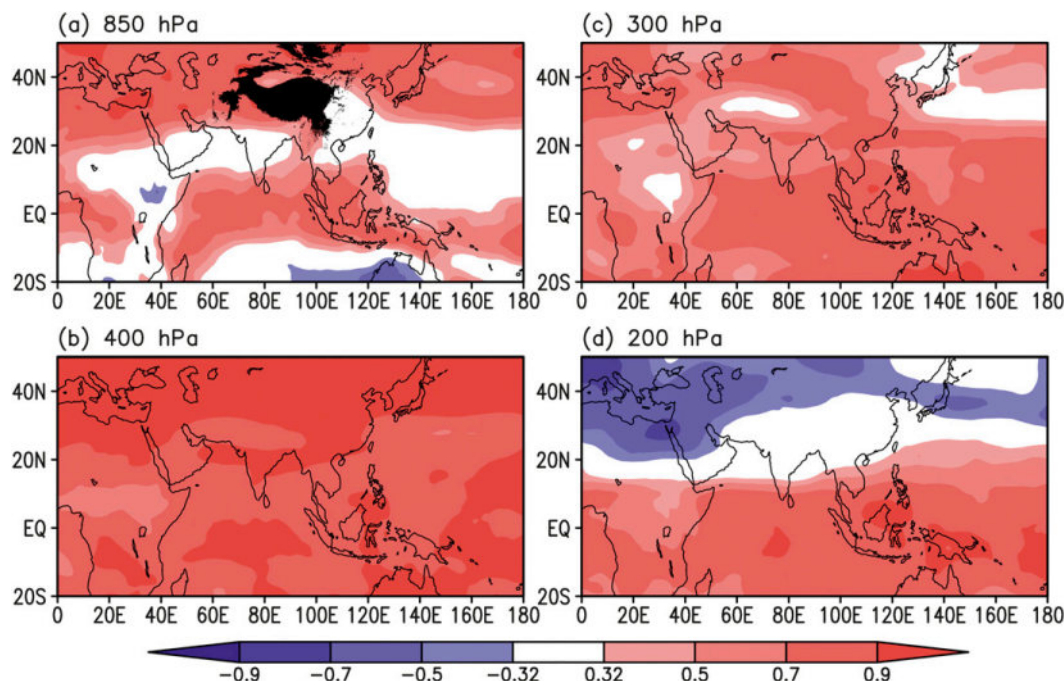 (a) 850 hPa
40N
20N
EQ
20S
0 20E 40E 60E 80E 100E 120E 140E 160E 180
(c) 300 hPa
40N
20N
EQ
20S
0 20E 40E 60E 80E 100E 120E 140E 160E 180
(b) 400 hPa
40N
20N
EQ
20S
0 20E 40E 60E 80E 100E 120E 140E 160E 180
(d) 200 hPa
40N
20N
EQ
20S
0 20E 40E 60E 80E 100E 120E 140E 160E 180
-0.9 -0.7 -0.5 -0.32 0.32 0.5 0.7 0.9